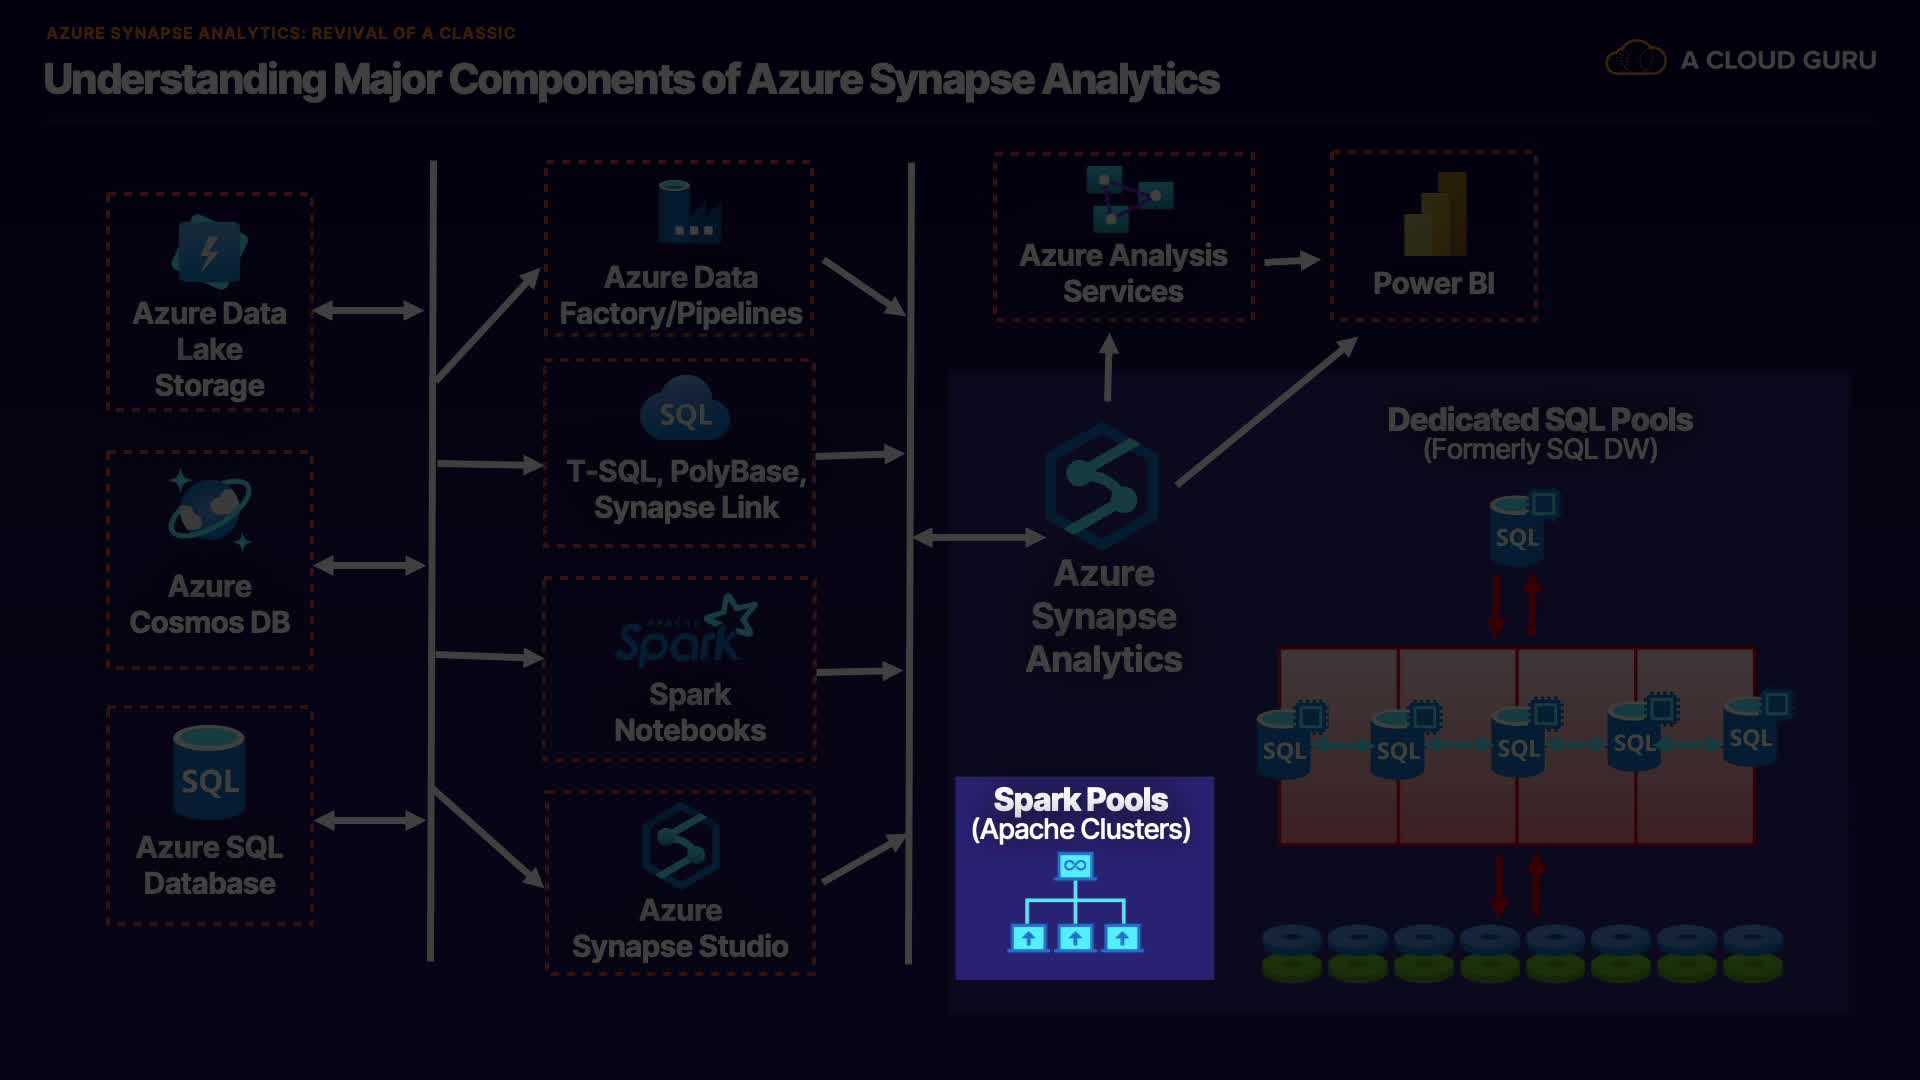 AZURE SYNAPSE ANALYTICS: REVIVAL OF A CLASSIC
Understanding Major Components of Azure Synapse Analytics
A CLOUD GURU
Azure Data
Lake
Storage
Azure
Cosmos DB
SQL
Azure SQL
Database
Azure Data
Factory/Pipelines
SQL
T-SQL, PolyBase,
Synapse Link
APACHE
Spark
Spark
Notebooks
Azure
Synapse Studio
Azure Analysis
Services
Power BI
Azure
Synapse
Analytics
Spark Pools
(Apache Clusters)
Dedicated SQL Pools
(Formerly SQL DW)
SQL
SQL
SQL
SQL
SQL
SQL